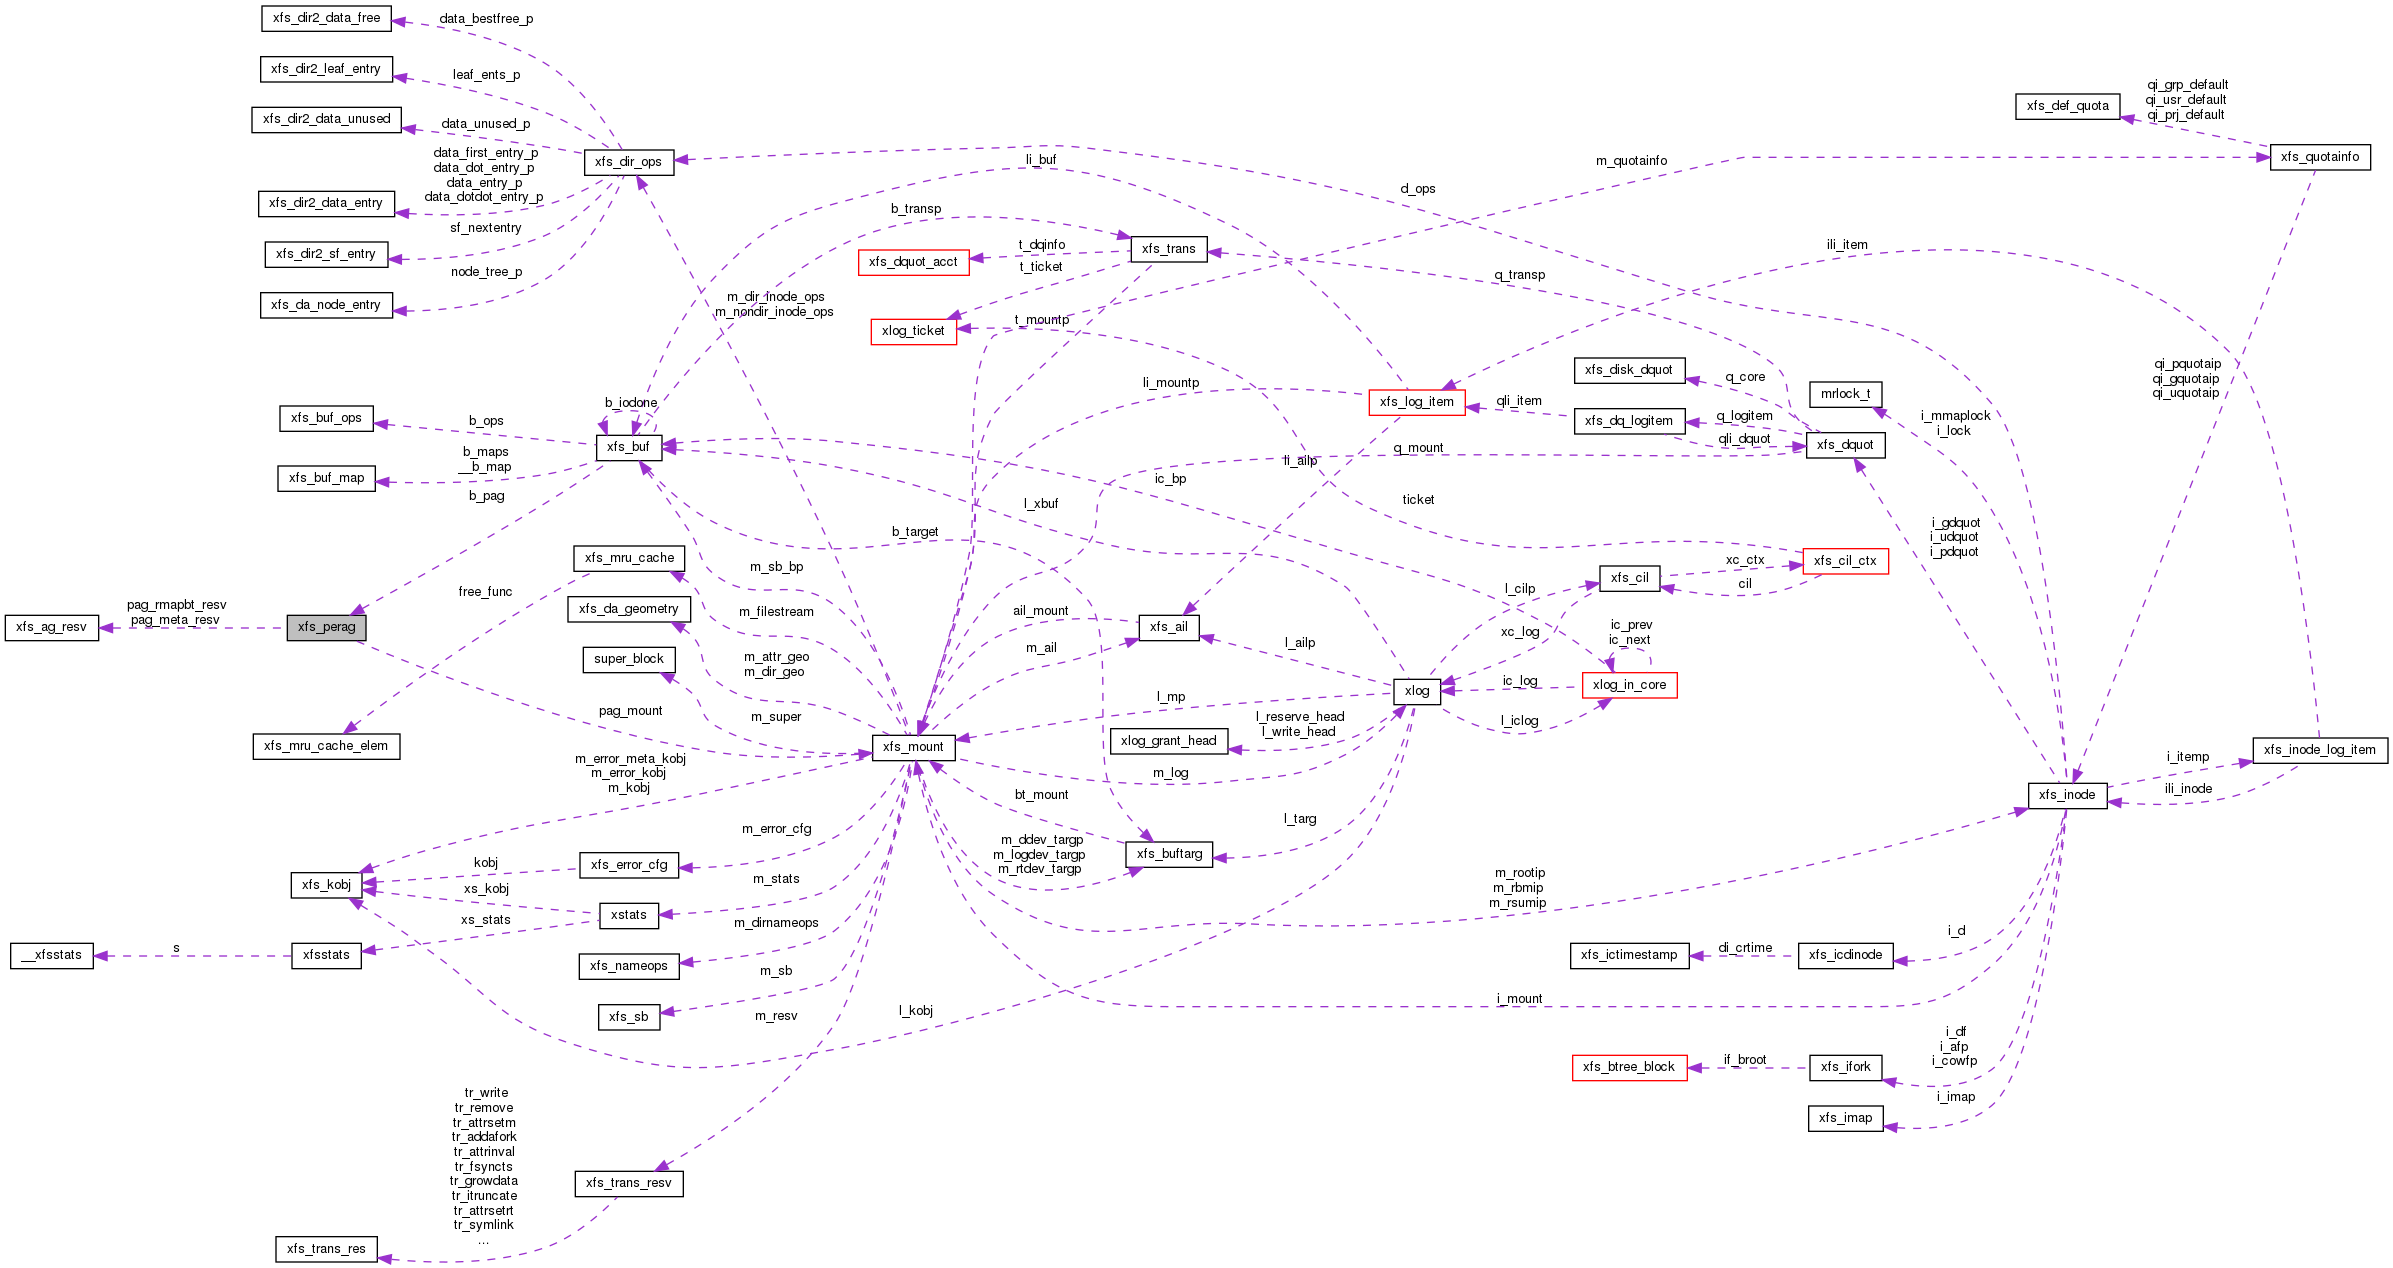 xfs_dir2_data_free
data_bestfree_p
xfs_dir2_leaf_entry
leaf_ents_p
xfs_dir2_data_unused
data_unused_p
data_first_entry_p
data_dot_entry_p
data_entry_p
data_dotdot_entry_p
xfs_dir_ops
xfs_dir2_data_entry
sf_nextentry
xfs_dir2_sf_entry
node_tree_p
xfs_da_node_entry
li_buf
b_transp
m_dir_inode_ops
m_nondir_inode_ops
xfs_trans
t_dqinfo
xfs_dquot_acct
t_ticket
xlog_ticket
t_mountp
d_ops
m_quotainfo
xfs_def_quota
qi_grp_default
qi_usr_default
qi_prj_default
xfs_quotainfo
ili_item
q_transp
qi_pquotaip
qi_gquotaip
qi_uquotaip
xfs_disk_dquot
q_core
mrlock_t
li_mountp
xfs_log_item
qli_item
xfs_dq_logitem
q_logitem
qli_dquot
xfs_dquot
i_mmaplock
i_lock
b_iodone
xfs_buf_ops
b_ops
xfs_buf
xfs_buf_map
b_maps
__b_map
b_pag
q_mount
li_ailp
ic_bp
l_xbuf
ticket
b_target
i_gdquot
i_udquot
i_pdquot
xfs_mru_cache
m_sb_bp
free_func
xfs_da_geometry
m_filestream
ail_mount
xfs_ail
m_ail
l_ailp
l_cilp
xfs_cil
xc_ctx
cil
xfs_cil_ctx
xc_log
ic_prev
ic_next
xfs_ag_resv
pag_rmapbt_resv
pag_meta_resv
xfs_perag
super_block
m_attr_geo
m_dir_geo
xlog
ic_log
xlog_in_core
l_iclog
pag_mount
m_super
l_mp
xfs_mru_cache_elem
xfs_mount
xlog_grant_head
l_reserve_head
l_write_head
m_log
xfs_inode_log_item
i_itemp
ili_inode
xfs_inode
m_error_meta_kobj
m_error_kobj
m_kobj
bt_mount
l_targ
m_error_cfg
m_ddev_targp
m_logdev_targp
m_rtdev_targp
xfs_buftarg
kobj
xfs_error_cfg
xfs_kobj
xs_kobj
m_stats
m_rootip
m_rbmip
m_rsumip
xstats
xs_stats
m_dirnameops
__xfsstats
s
xfsstats
xfs_nameops
m_sb
xfs_sb
m_resv
l_kobj
i_mount
xfs_ictimestamp
di_crtime
xfs_icdinode
i_d
i_df
i_afp
i_cowfp
xfs_btree_block
if_broot
xfs_ifork
i_imap
xfs_imap
tr_write
tr_remove
tr_attrsetm
tr_addafork
tr_attrinval
tr_fsyncts
tr_growdata
tr_itruncate
tr_attrsetrt
tr_symlink
...
xfs_trans_resv
xfs_trans_res